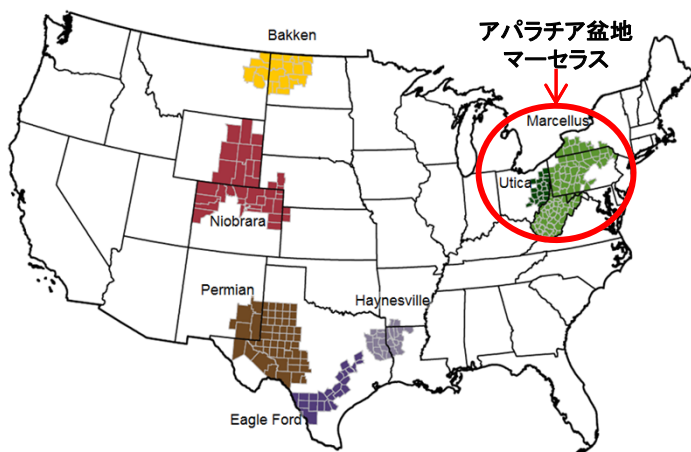 Bakken
アパラチア盆地
マーセラス
Marcellus
Utica
Niobrara
Permian
Haynesville
Eagle Ford